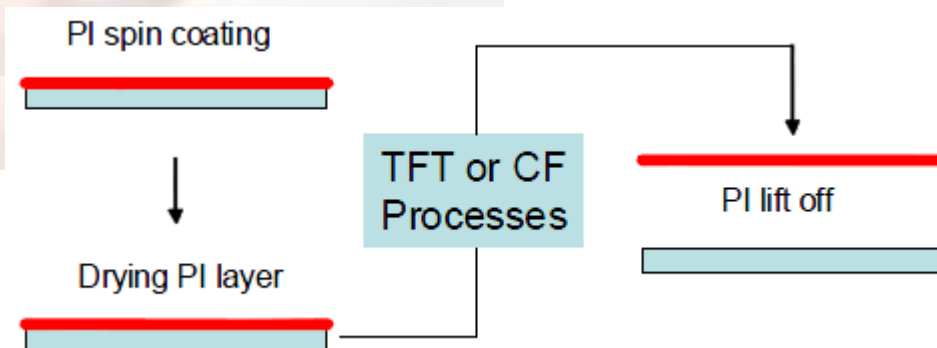 PI spin coating
Drying PI layer
TFT or CF
Processes
PI lift off